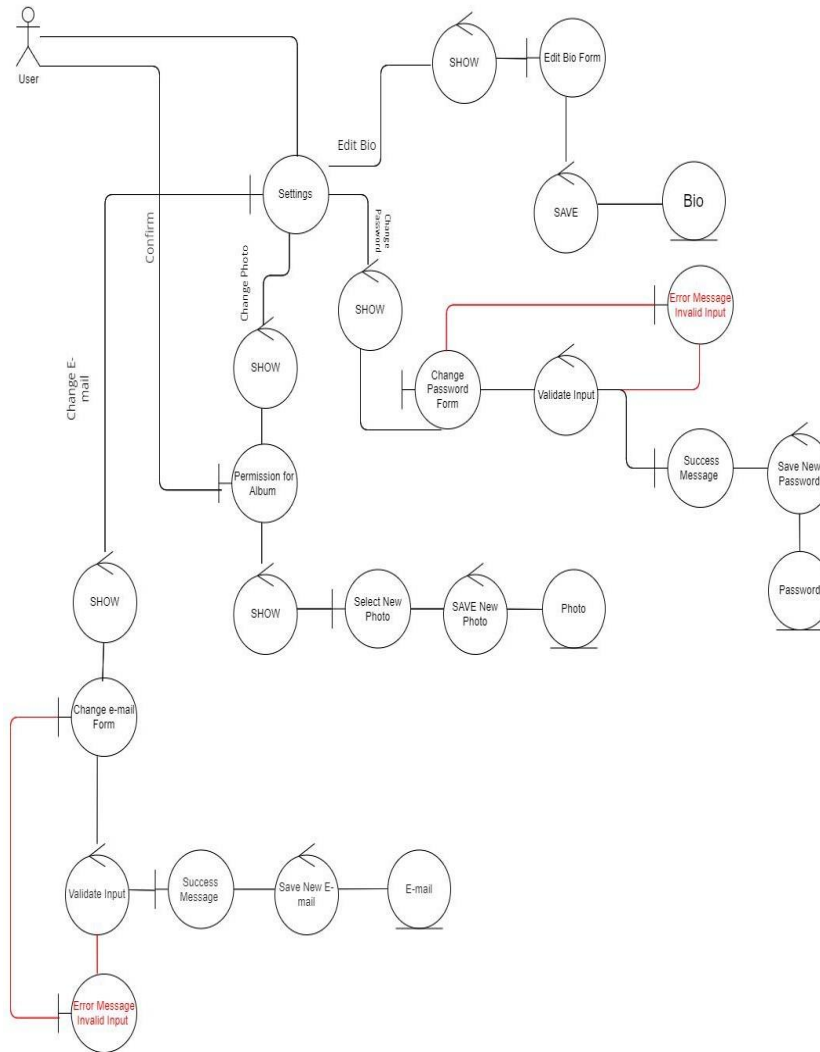 User
SHOW
Edit Bio Form
Edit Bio
Settings
SAVE
Bio
Confirm
Change
Password
Change Photo
SHOW
Error Message
Invalid Input
Change E-
mail
SHOW
Change
Password
Form
Validate Input
Permission for
Album
Success
Message
Save New
Password
SHOW
SHOW
Select New
Photo
SAVE New
Photo
Photo
Password
Change e-mail
Form
Validate Input
Success
Message
Save New E-
mail
E-mail
Error Message
Invalid Input